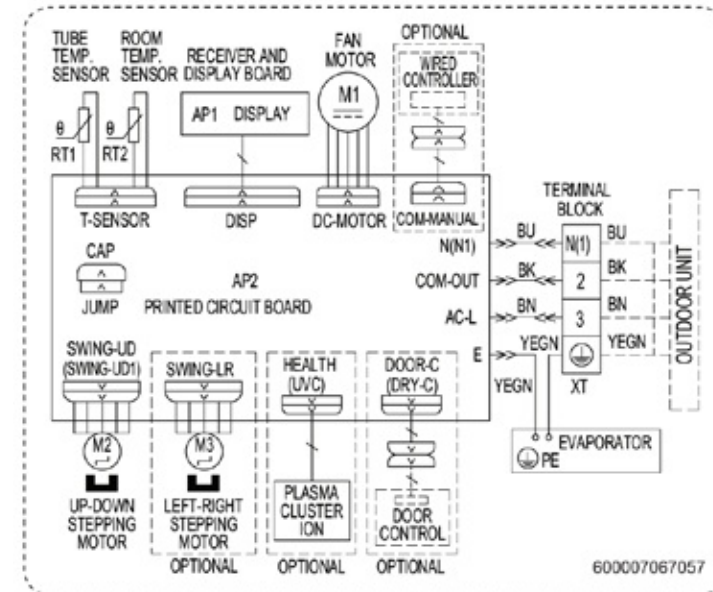 TUBE
TEMP.
SENSOR
ROOM
TEMP.
SENSOR
RECEIVER AND
DISPLAY BOARD
FAN
MOTOR
OPTIONAL
WIRED
CONTROLLER
AP1 DISPLAY
M1
θ
RT1
θ
RT2
T-SENSOR
DISP
DC-MOTOR
COM-MANUAL
TERMINAL
BLOCK
CAP
JUMP
AP2
PRINTED CIRCUIT BOARD
N(N1)
BU
N(1)
BU
COM-OUT
BK
2
BK
AC-L
BN
3
BN
E
YEGN
YEGN
YEGN
XT
OUTDOOR UNIT
SWING-UD
(SWING-UD1)
SWING-LR
HEALTH
(UVC)
DOOR-C
(DRY-C)
M2
M3
UP-DOWN
STEPPING
MOTOR
LEFT-RIGHT
STEPPING
MOTOR
OPTIONAL
PLASMA
CLUSTER
ION
OPTIONAL
DOOR
CONTROL
OPTIONAL
EVAPORATOR
PE
600007067057